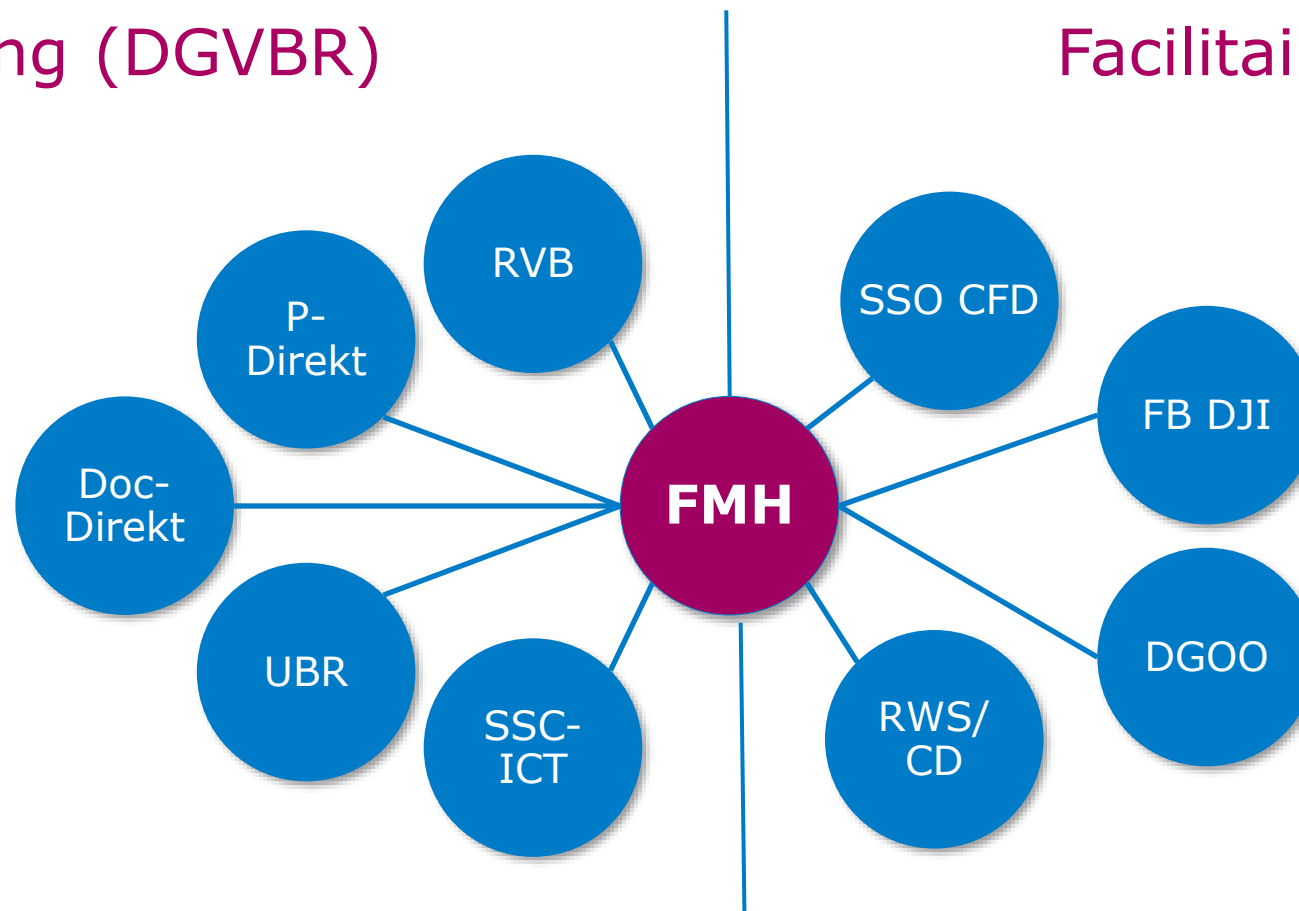 ng (DGVBR)
Facilitai
RVB
SSO CFD
P-
Direkt
FB DJI
Doc-
Direkt
FMH
UBR
DGOO
SSC-
ICT
RWS/
CD